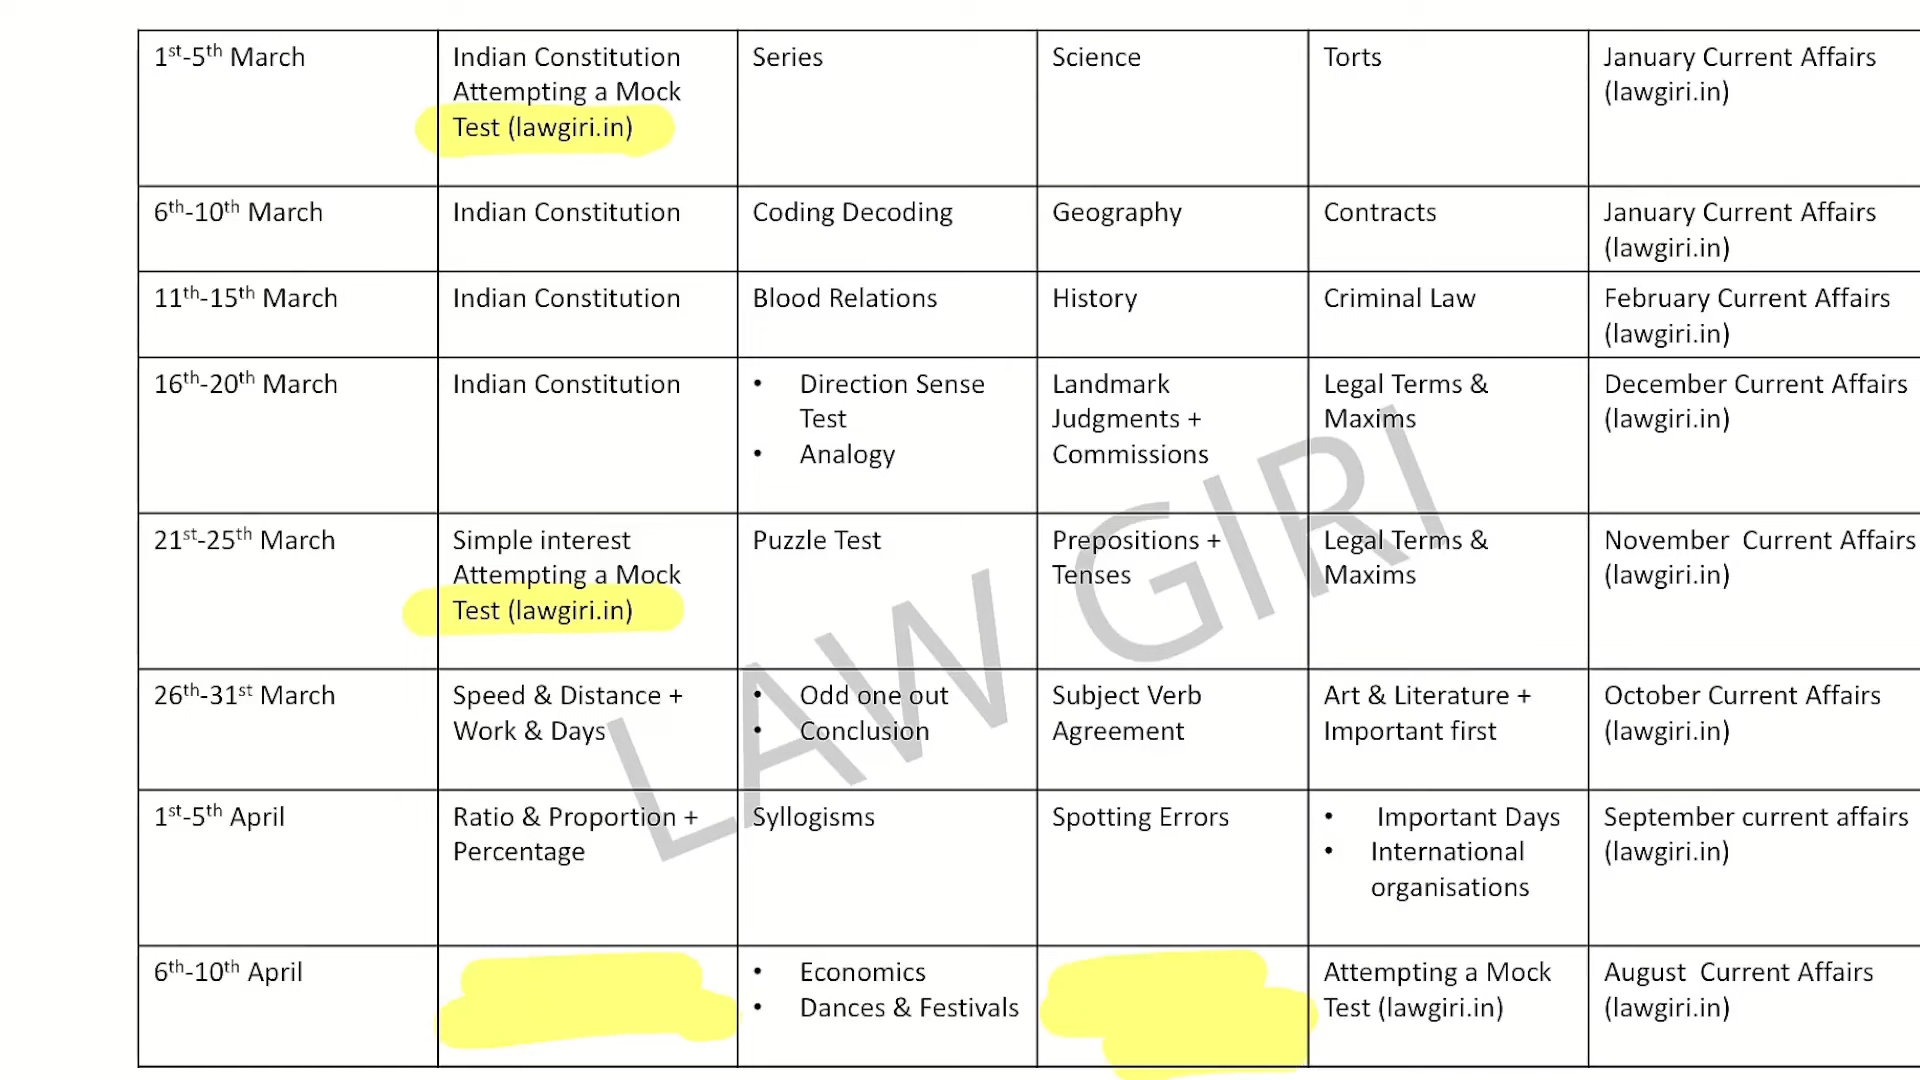 1st-5th March
Indian Constitution
Attempting a Mock
Test (lawgiri.in)
Series
Science
Torts
January Current Affairs
(lawgiri.in)
6th-10th March
Indian Constitution
Coding Decoding
Geography
Contracts
January Current Affairs
(lawgiri.in)
11th-15th March
Indian Constitution
Blood Relations
History
Criminal Law
February Current Affairs
(lawgiri.in)
16th-20th March
Indian Constitution
• Direction Sense
Test
• Analogy
Landmark
Judgments +
Commissions
Legal Terms &
Maxims
December Current Affairs
(lawgiri.in)
21st-25th March
Simple interest
Attempting a Mock
Test (lawgiri.in)
Puzzle Test
Prepositions +
Tenses
Legal Terms &
Maxims
November Current Affairs
(lawgiri.in)
26th-31st March
Speed & Distance +
Work & Days
• Odd one out
• Conclusion
Subject Verb
Agreement
Art & Literature +
Important first
October Current Affairs
(lawgiri.in)
1st-5th April
Ratio & Proportion +
Percentage
Syllogisms
Spotting Errors
• Important Days
• International
organisations
September current affairs
(lawgiri.in)
6th-10th April
• Economics
• Dances & Festivals
Attempting a Mock
Test (lawgiri.in)
August Current Affairs
(lawgiri.in)
LAW GIRI